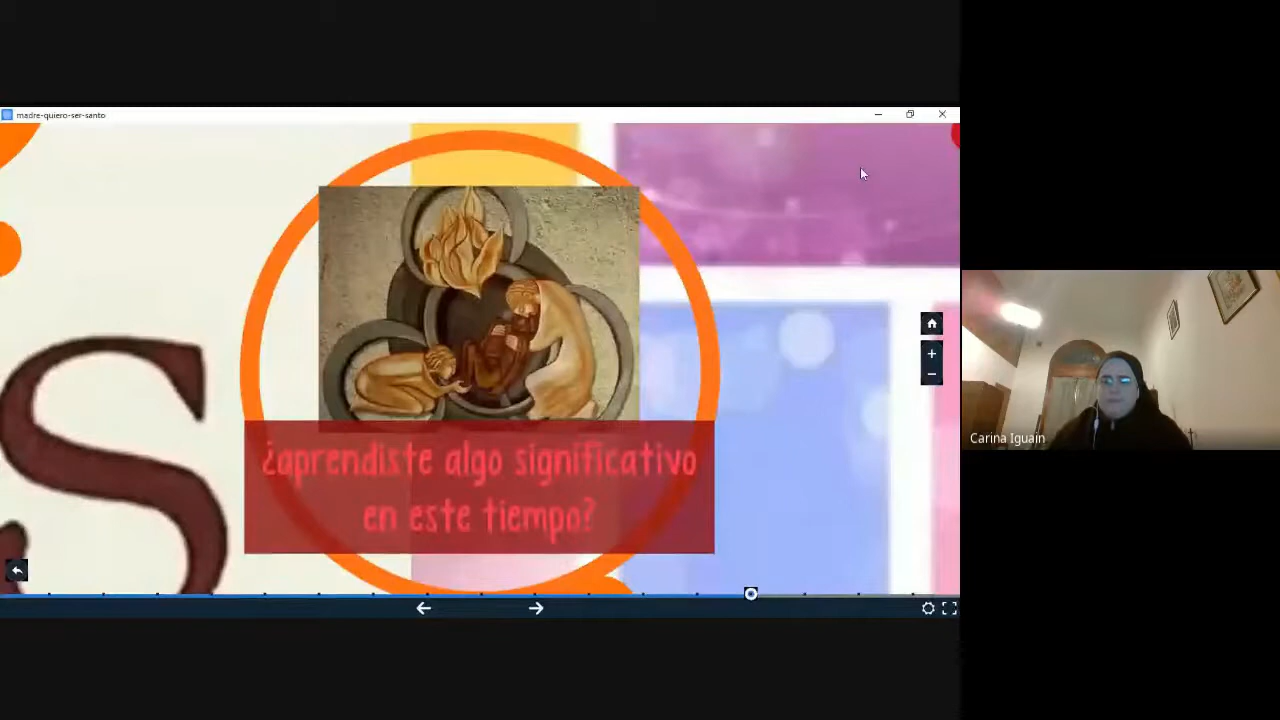 madre-quiero-ser-santo
S
¿aprendiste algo significativo
en este tiempo?
Carina Iguain